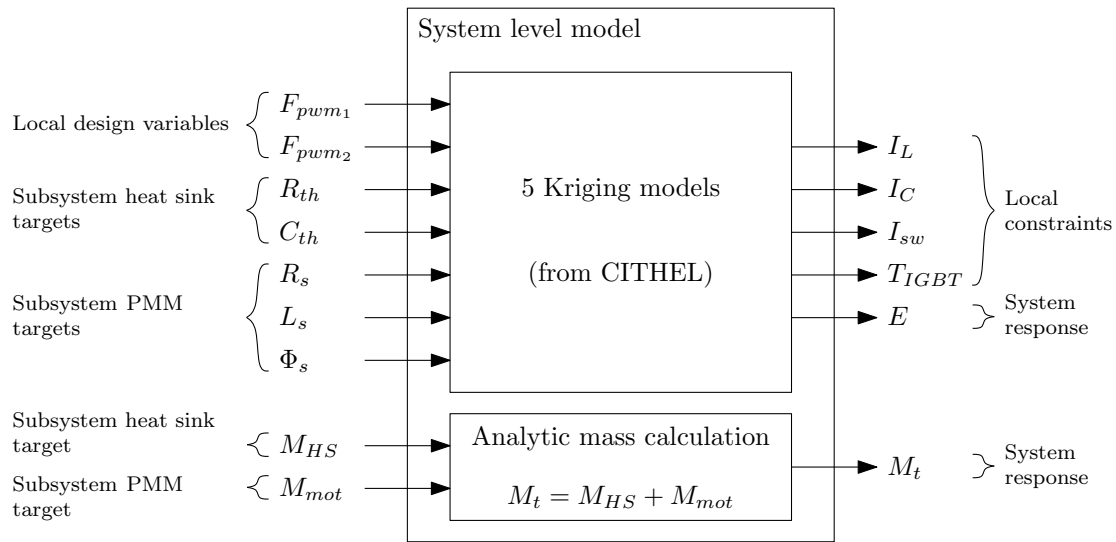 System level model
Local design variables
F_{pwm_1}
F_{pwm_2}
Subsystem heat sink
targets
R_{th}
C_{th}
Subsystem PMM
targets
R_s
L_s
Φ_s
5 Kriging models
(from CITHEL)
I_L
I_C
I_{sw}
T_{IGBT}
Local
constraints
E
System
response
Subsystem heat sink
target
M_{HS}
Subsystem PMM
target
M_{mot}
Analytic mass calculation
M_t = M_{HS} + M_{mot}
M_t
System
response